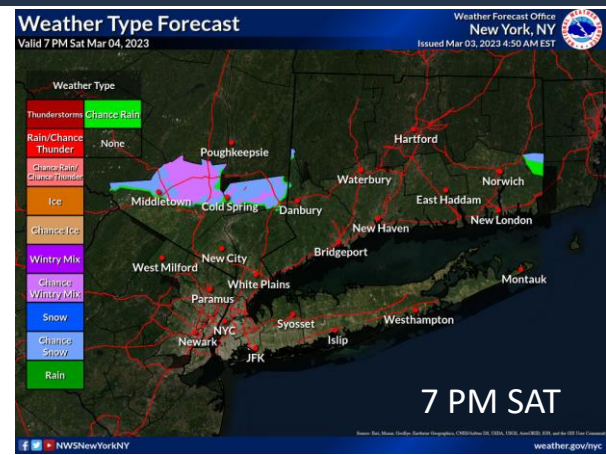 Weather Type Forecast
Valid 7 PM Sat Mar 04, 2023
Weather Forecast Office
New York, NY
Issued Mar 03, 2023 4:50 AM EST
Weather Type
Thunderstorms
Chance Rain
Rain/Chance
Thunder
None
Chance Rain/
Chance Thunder
Ice
Chance Ice
Wintry Mix
Chance
Wintry Mix
Snow
Chance
Snow
Rain
Poughkeepsie
Hartford
Waterbury
Norwich
Middletown
Cold Spring
Danbury
East Haddam
New London
New Haven
Bridgeport
West Milford
New City
White Plains
Montauk
Paramus
NYC
Syosset
Westhampton
Newark
Islip
JFK
7 PM SAT
NWSNewYorkNY
weather.gov/nyc